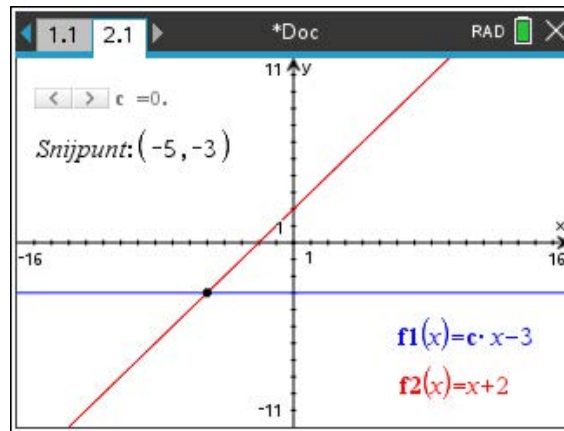 1.1 2.1 *Doc RAD
11 y
< > c =0.
Snijpunt: (-5,-3)
1
x
-16 1 16
f1(x)=c·x-3
f2(x)=x+2
-11